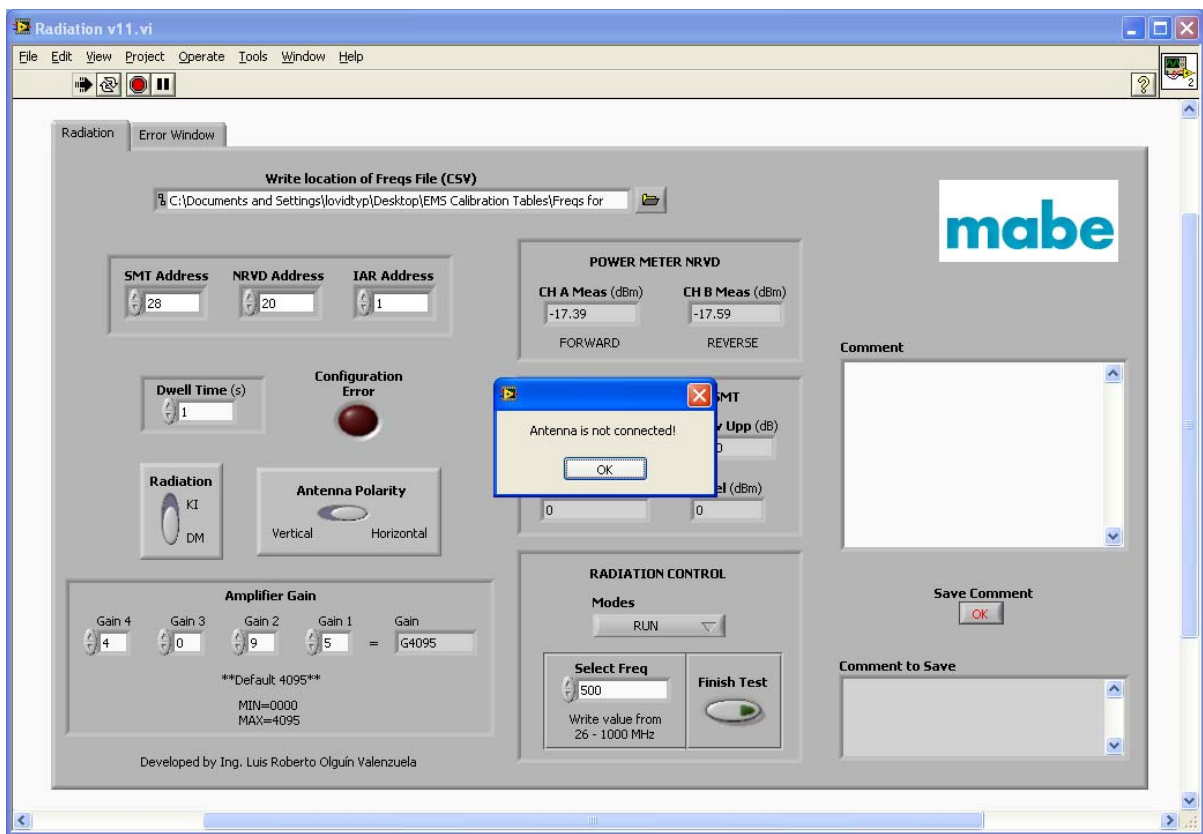 Radiation v11.vi
File Edit View Project Operate Tools Window Help
2
Radiation
Error Window
Write location of Freqs File (CSV)
C:\Documents and Settings\lovidtyp\Desktop\EMS Calibration Tables\Freqs for
mabe
SMT Address NRVD Address IAR Address
28 20 1
Dwell Time (s)
1
Configuration
Error
Radiation
KI
DM
Antenna Polarity
Vertical Horizontal
Amplifier Gain
Gain 4 Gain 3 Gain 2 Gain 1 Gain
4 0 9 5 = G4095
**Default 4095**
MIN=0000
MAX=4095
Developed by Ing. Luis Roberto Olguín Valenzuela
POWER METER NRVD
CH A Meas (dBm) CH B Meas (dBm)
-17.39 -17.59
FORWARD REVERSE
SMT
Upp (dB)
(dBm)
0 0
Antenna is not connected!
OK
RADIATION CONTROL
Modes
RUN
Select Freq
500
Write value from
26 - 1000 MHz
Finish Test
Comment
Save Comment
OK
Comment to Save